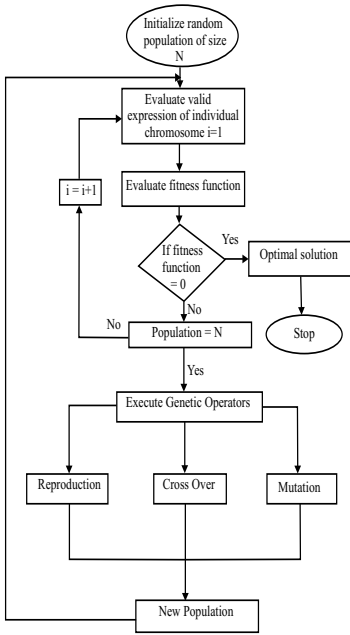 Initialize random
population of size
N
Evaluate valid
expression of individual
chromosome i=1
i = i+1
Evaluate fitness function
If fitness
function
= 0
Yes
Optimal solution
No
Stop
No
Population = N
Yes
Execute Genetic Operators
Reproduction
Cross Over
Mutation
New Population